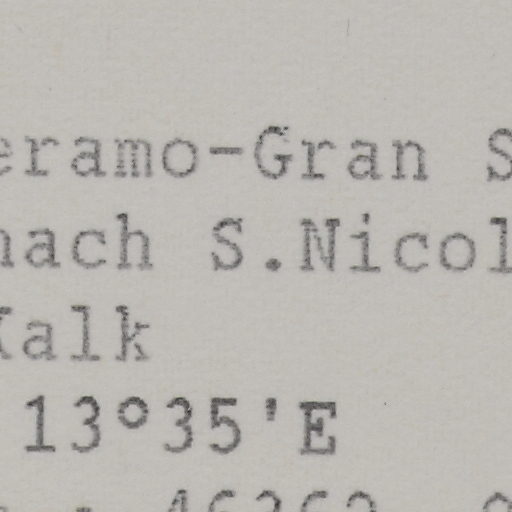 eramo-Gran S
nach S.Nicol
Kalk
13°35'E